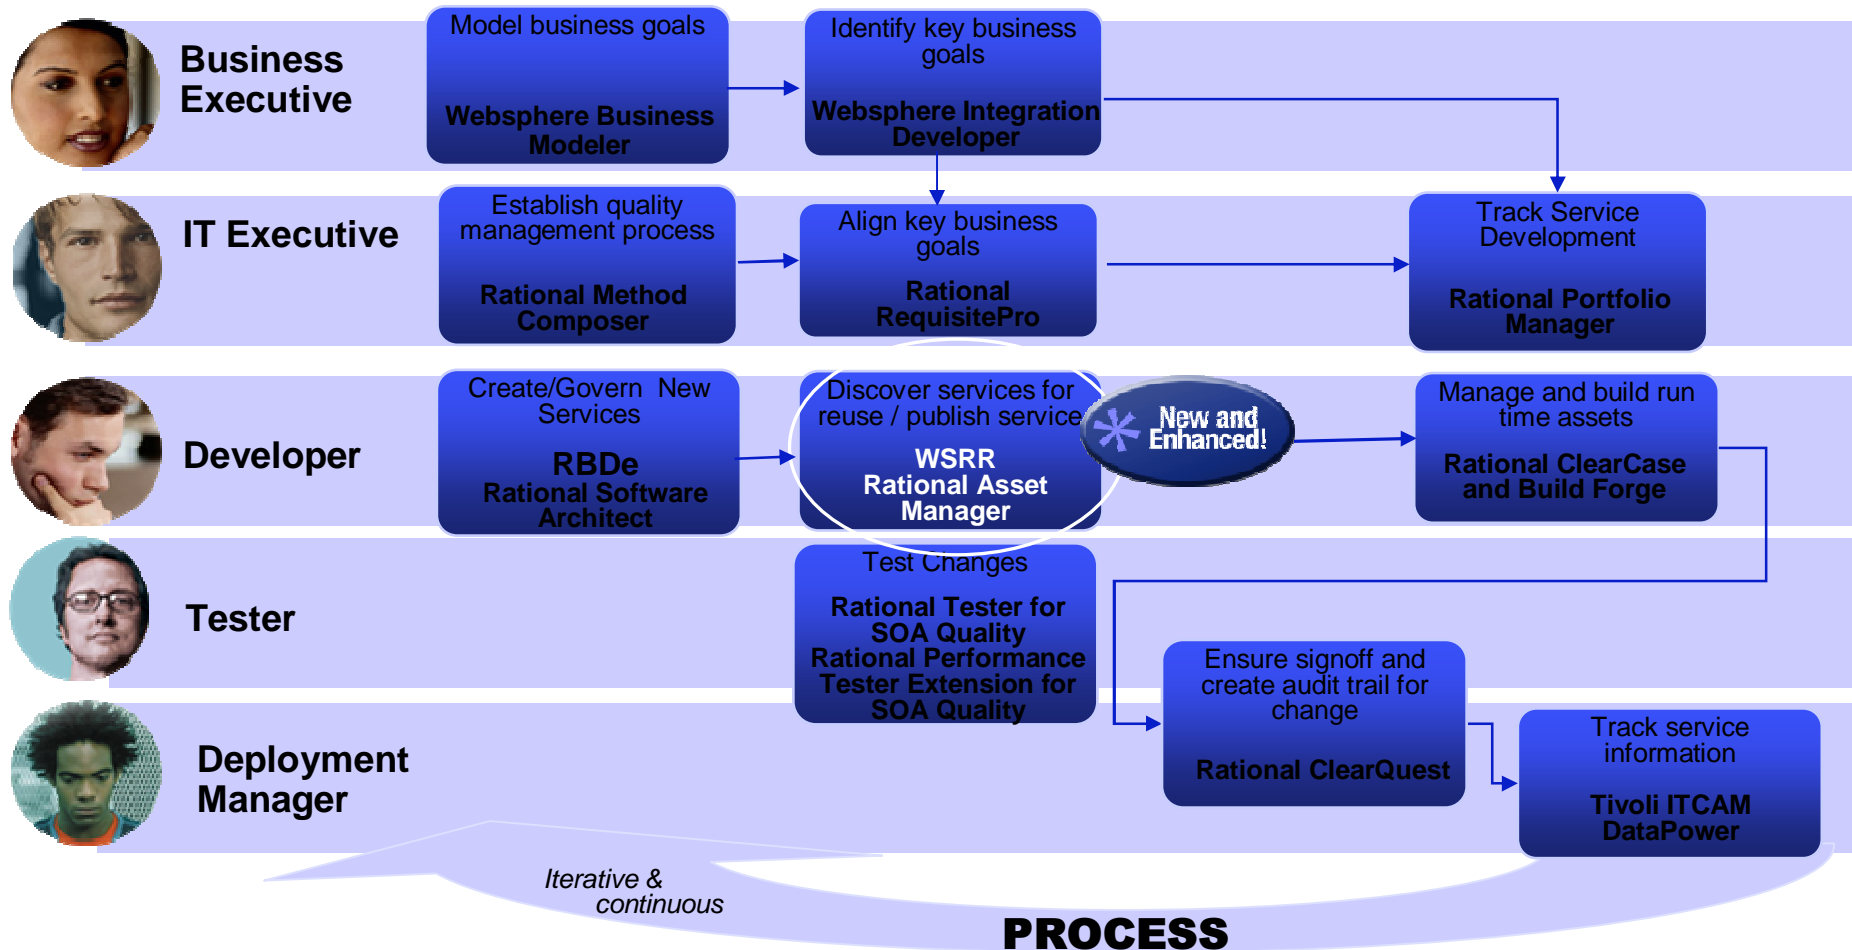 Business
Executive
Model business goals
Websphere Business
Modeler
Identify key business
goals
Websphere Integration
Developer
IT Executive
Establish quality
management process
Rational Method
Composer
Align key business
goals
Rational
RequisitePro
Track Service
Development
Rational Portfolio
Manager
Developer
Create/Govern New
Services
RBDe
Rational Software
Architect
Discover services for
reuse / publish service
WSRR
Rational Asset
Manager
New and
Enhanced!
Manage and build run
time assets
Rational ClearCase
and Build Forge
Tester
Test Changes
Rational Tester for
SOA Quality
Rational Performance
Tester Extension for
SOA Quality
Ensure signoff and
create audit trail for
change
Rational ClearQuest
Deployment
Manager
Track service
information
Tivoli ITCAM
DataPower
Iterative &
continuous
PROCESS